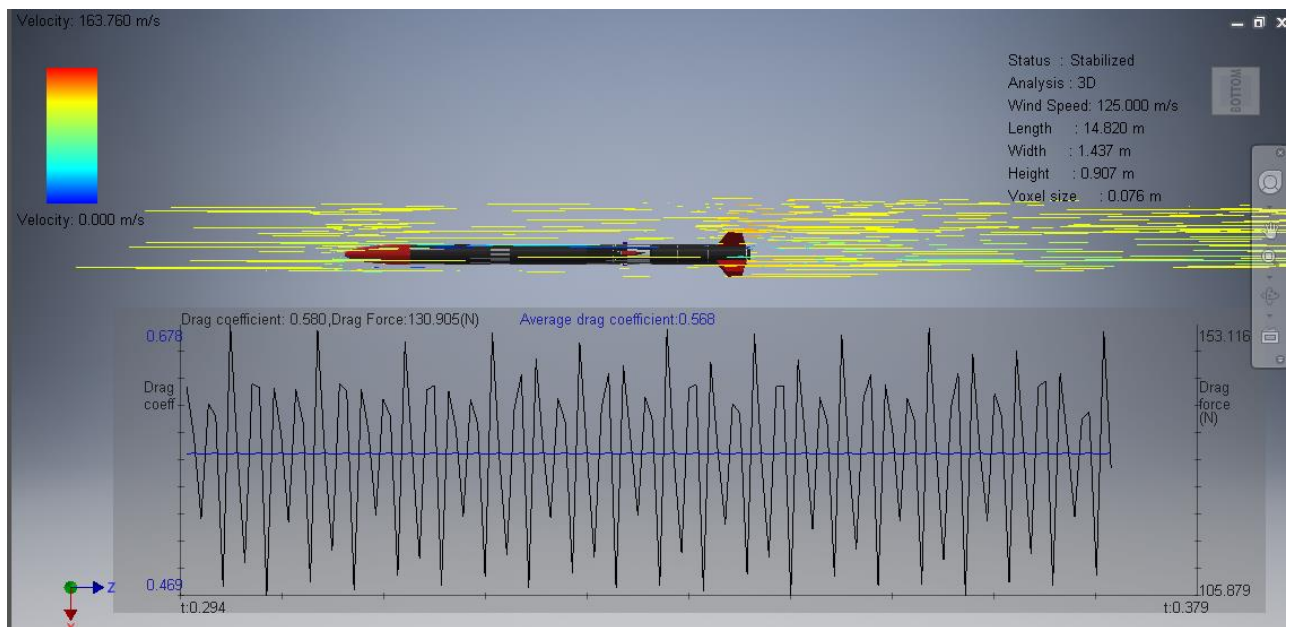 Velocity: 163.760 m/s
Velocity: 0.000 m/s
Status : Stabilized
Analysis : 3D
Wind Speed: 125.000 m/s
Length : 14.820 m
Width : 1.437 m
Height : 0.907 m
Voxel size : 0.076 m
BOTTOM
Drag coefficient: 0.580,Drag Force:130.905(N) Average drag coefficient:0.568
0.678
Drag
coeff
0.469
153.116
Drag
force
(N)
105.879
t:0.294
t:0.379
Z
X